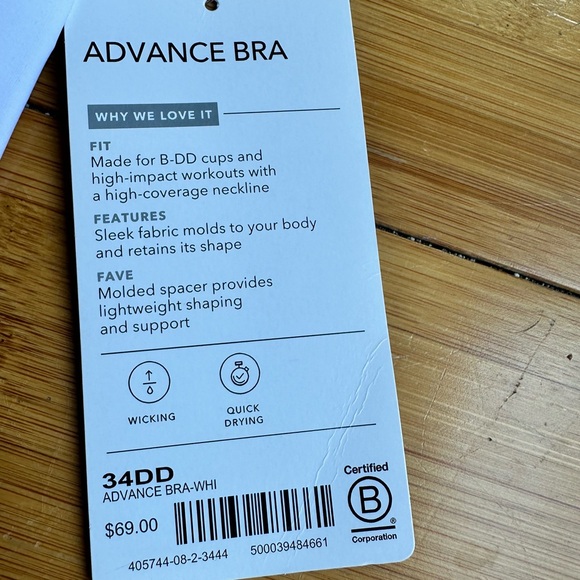 ADVANCE BRA
WHY WE LOVE IT
FIT
Made for B-DD cups and
high-impact workouts with
a high-coverage neckline
FEATURES
Sleek fabric molds to your body
and retains its shape
FAVE
Molded spacer provides
lightweight shaping
and support
WICKING
QUICK
DRYING
34DD
ADVANCE BRA-WHI
$69.00
405744-08-2-3444 500039484661
Certified
B
®
Corporation